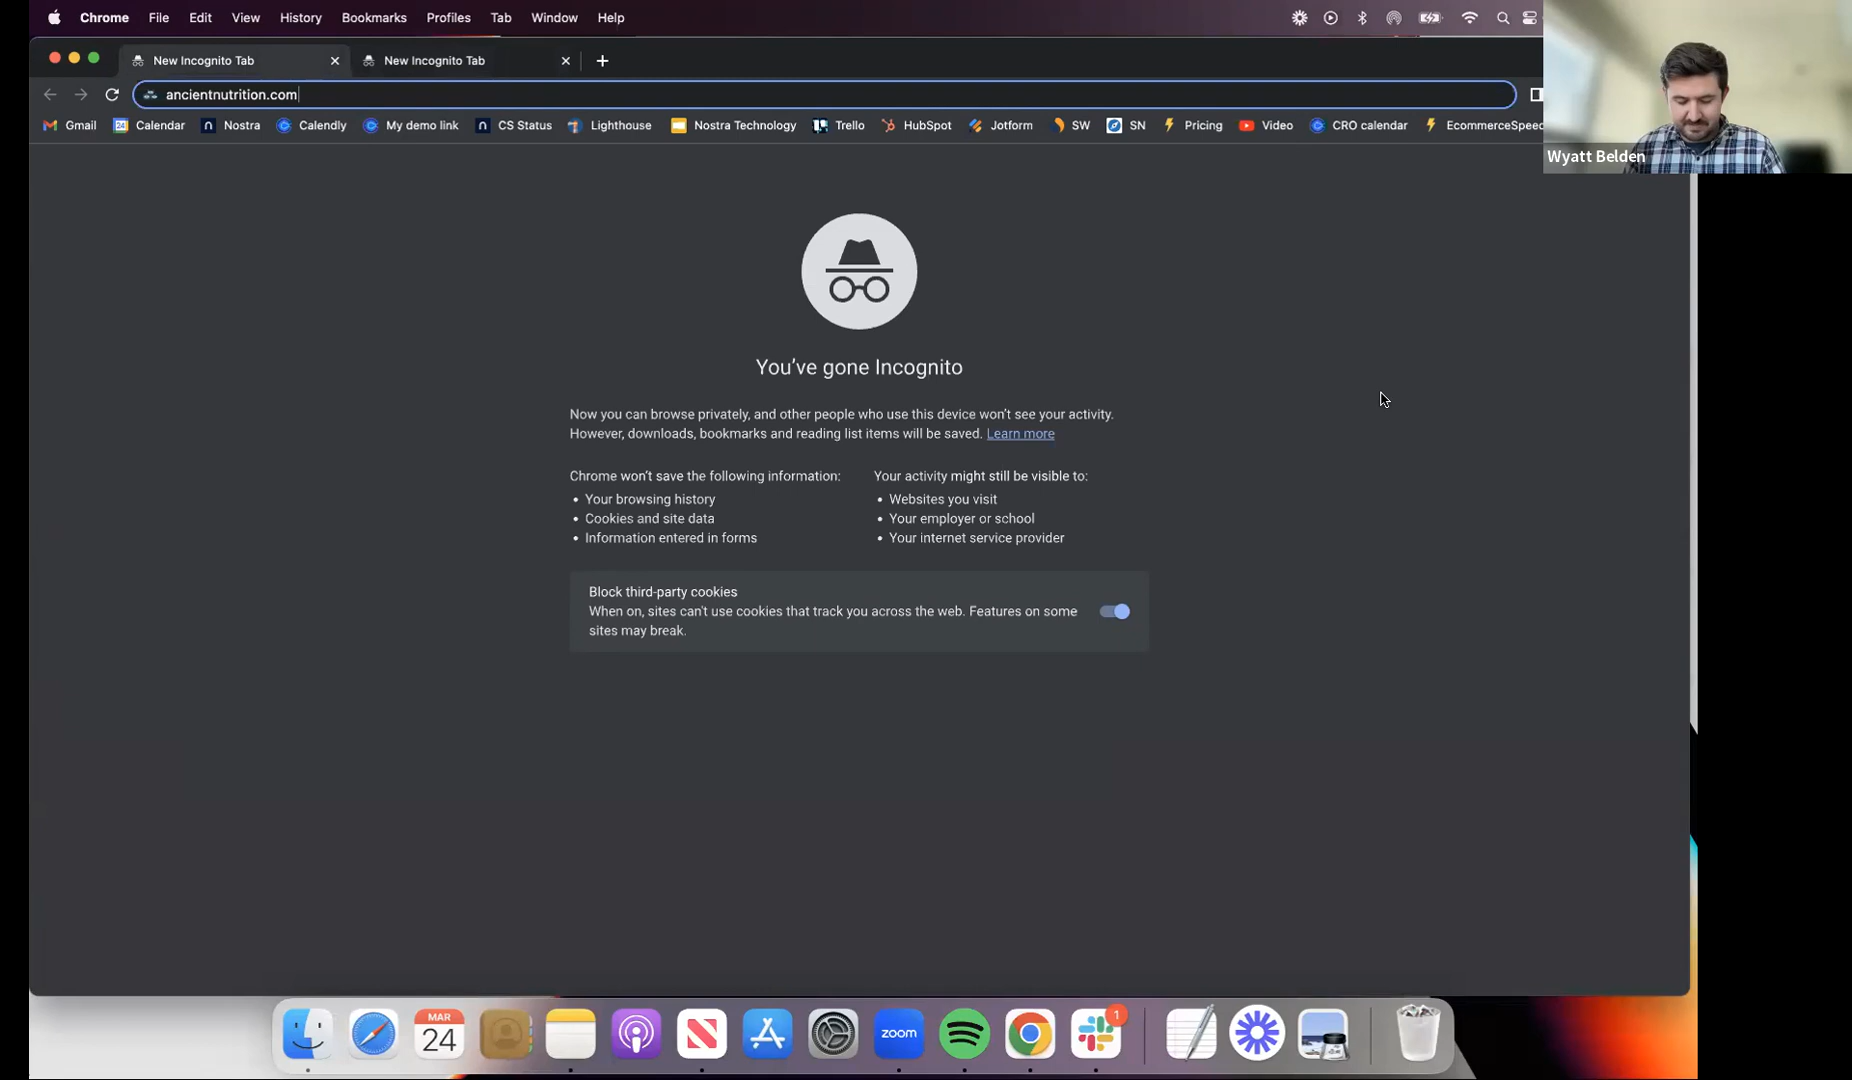 Chrome File Edit View History Bookmarks Profiles Tab Window Help
New Incognito Tab New Incognito Tab
ancientnutrition.com
Gmail 24 Calendar n Nostra Calendly My demo link n CS Status Lighthouse Nostra Technology Trello HubSpot Jotform SW SN Pricing Video CRO calendar EcommerceSpee
Wyatt Belden
You've gone Incognito
Now you can browse privately, and other people who use this device won't see your activity.
However, downloads, bookmarks and reading list items will be saved. Learn more
Chrome won't save the following information:
• Your browsing history
• Cookies and site data
• Information entered in forms
Your activity might still be visible to:
• Websites you visit
• Your employer or school
• Your internet service provider
Block third-party cookies
When on, sites can't use cookies that track you across the web. Features on some
sites may break.
MAR
24
zoom
1